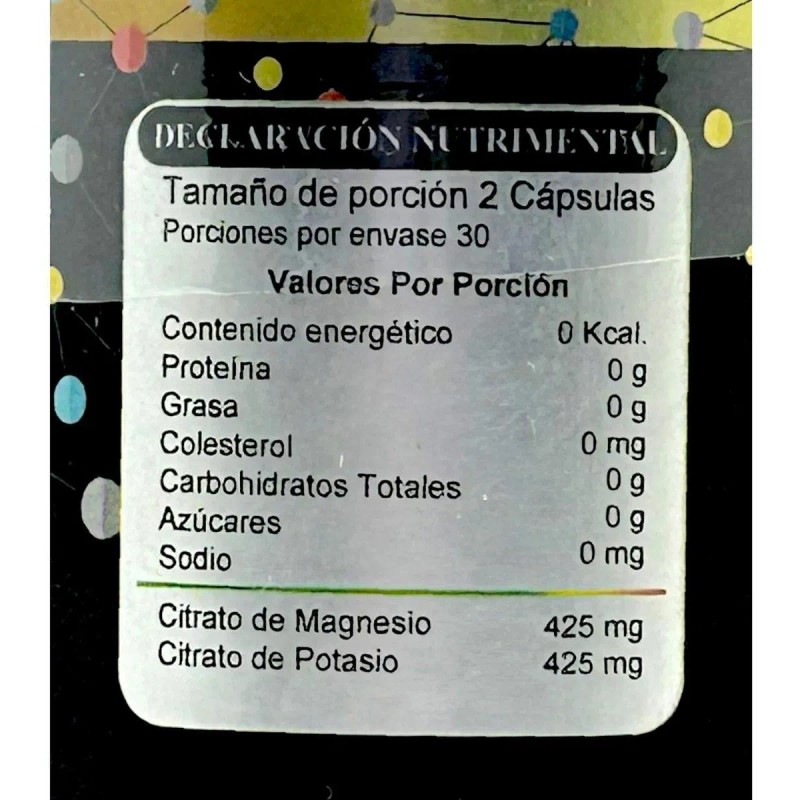 DECLARACIÓN NUTRIMENTAL
Tamaño de porción 2 Cápsulas
Porciones por envase 30
Valores Por Porción
Contenido energético 0 Kcal.
Proteína 0 g
Grasa 0 g
Colesterol 0 mg
Carbohidratos Totales 0 g
Azúcares 0 g
Sodio 0 mg
Citrato de Magnesio 425 mg
Citrato de Potasio 425 mg